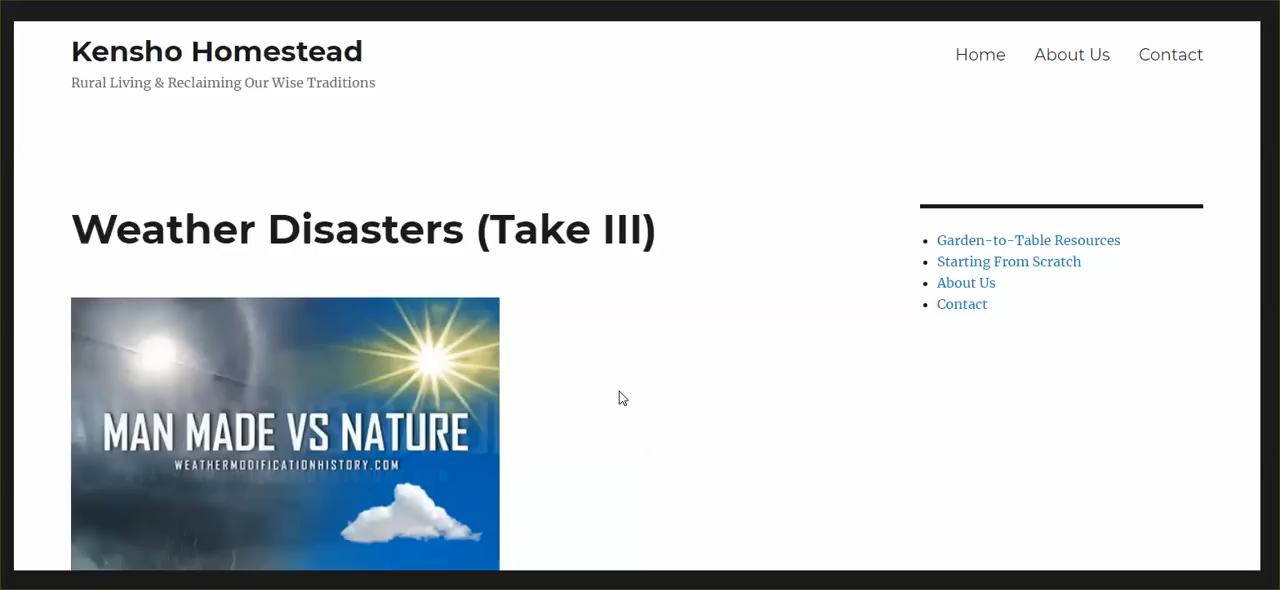 Kensho Homestead
Rural Living & Reclaiming Our Wise Traditions
Home About Us Contact
Weather Disasters (Take III)
MAN MADE VS NATURE
WEATHERMODIFICATIONHISTORY.COM
Garden-to-Table Resources
Starting From Scratch
About Us
Contact